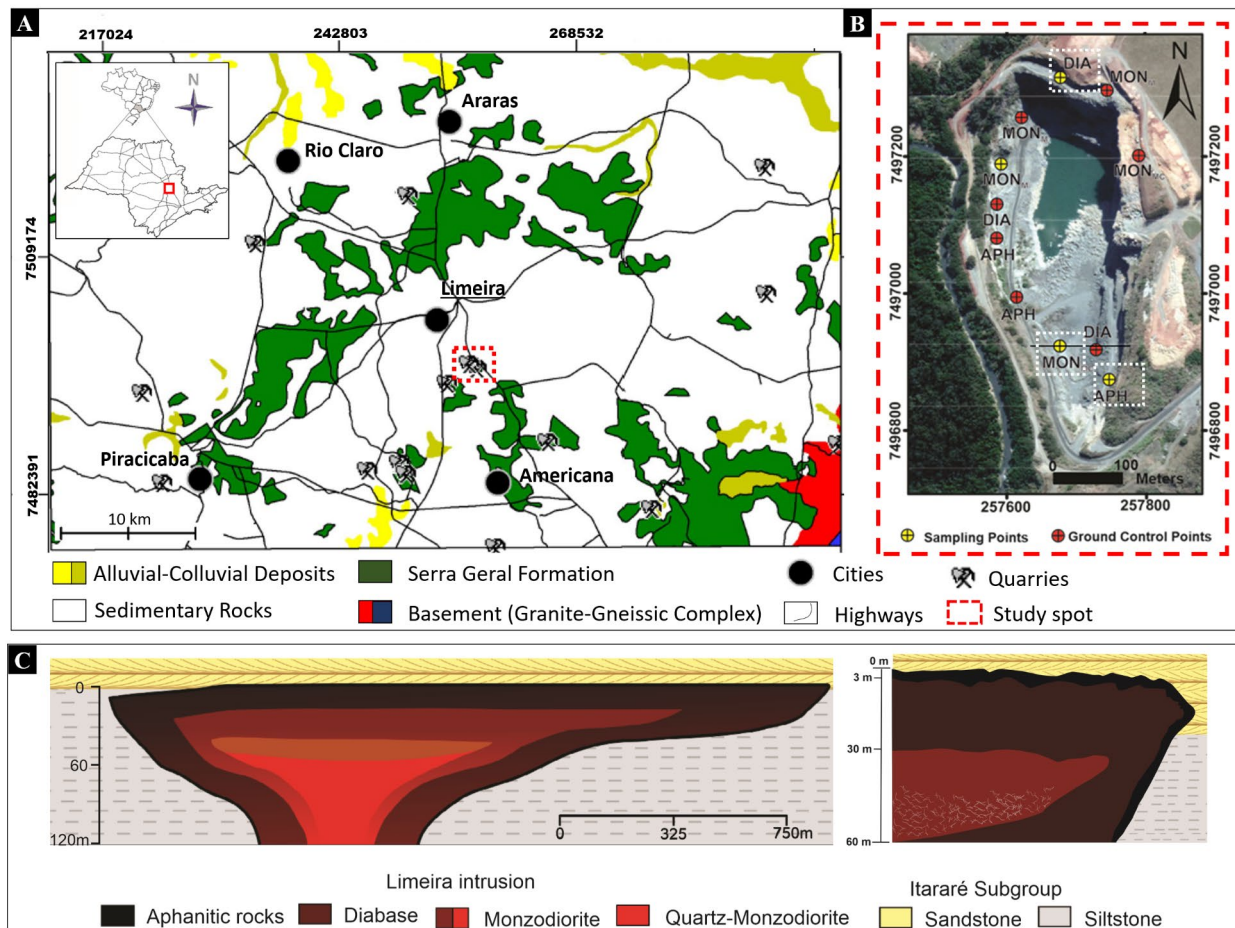 A
217024 242803 268532
N
Araras
Rio Claro
7509174
Limeira
Piracicaba
Americana
7482391
10 km
Alluvial-Colluvial Deposits
Serra Geral Formation
Cities
Quarries
Sedimentary Rocks
Basement (Granite-Gneissic Complex)
Highways
Study spot
B
N
DIA
MON
MON
7497200
7497200
MON M
MON MC
DIA
APH
7497000
7497000
APH
DIA
MON
APH
7496800
7496800
0 100
Meters
257600 257800
Sampling Points
Ground Control Points
C
0
60
120m
0 325 750m
0 m
3 m
30 m
60 m
Limeira intrusion
Itararé Subgroup
Aphanitic rocks
Diabase
Monzodiorite
Quartz-Monzodiorite
Sandstone
Siltstone